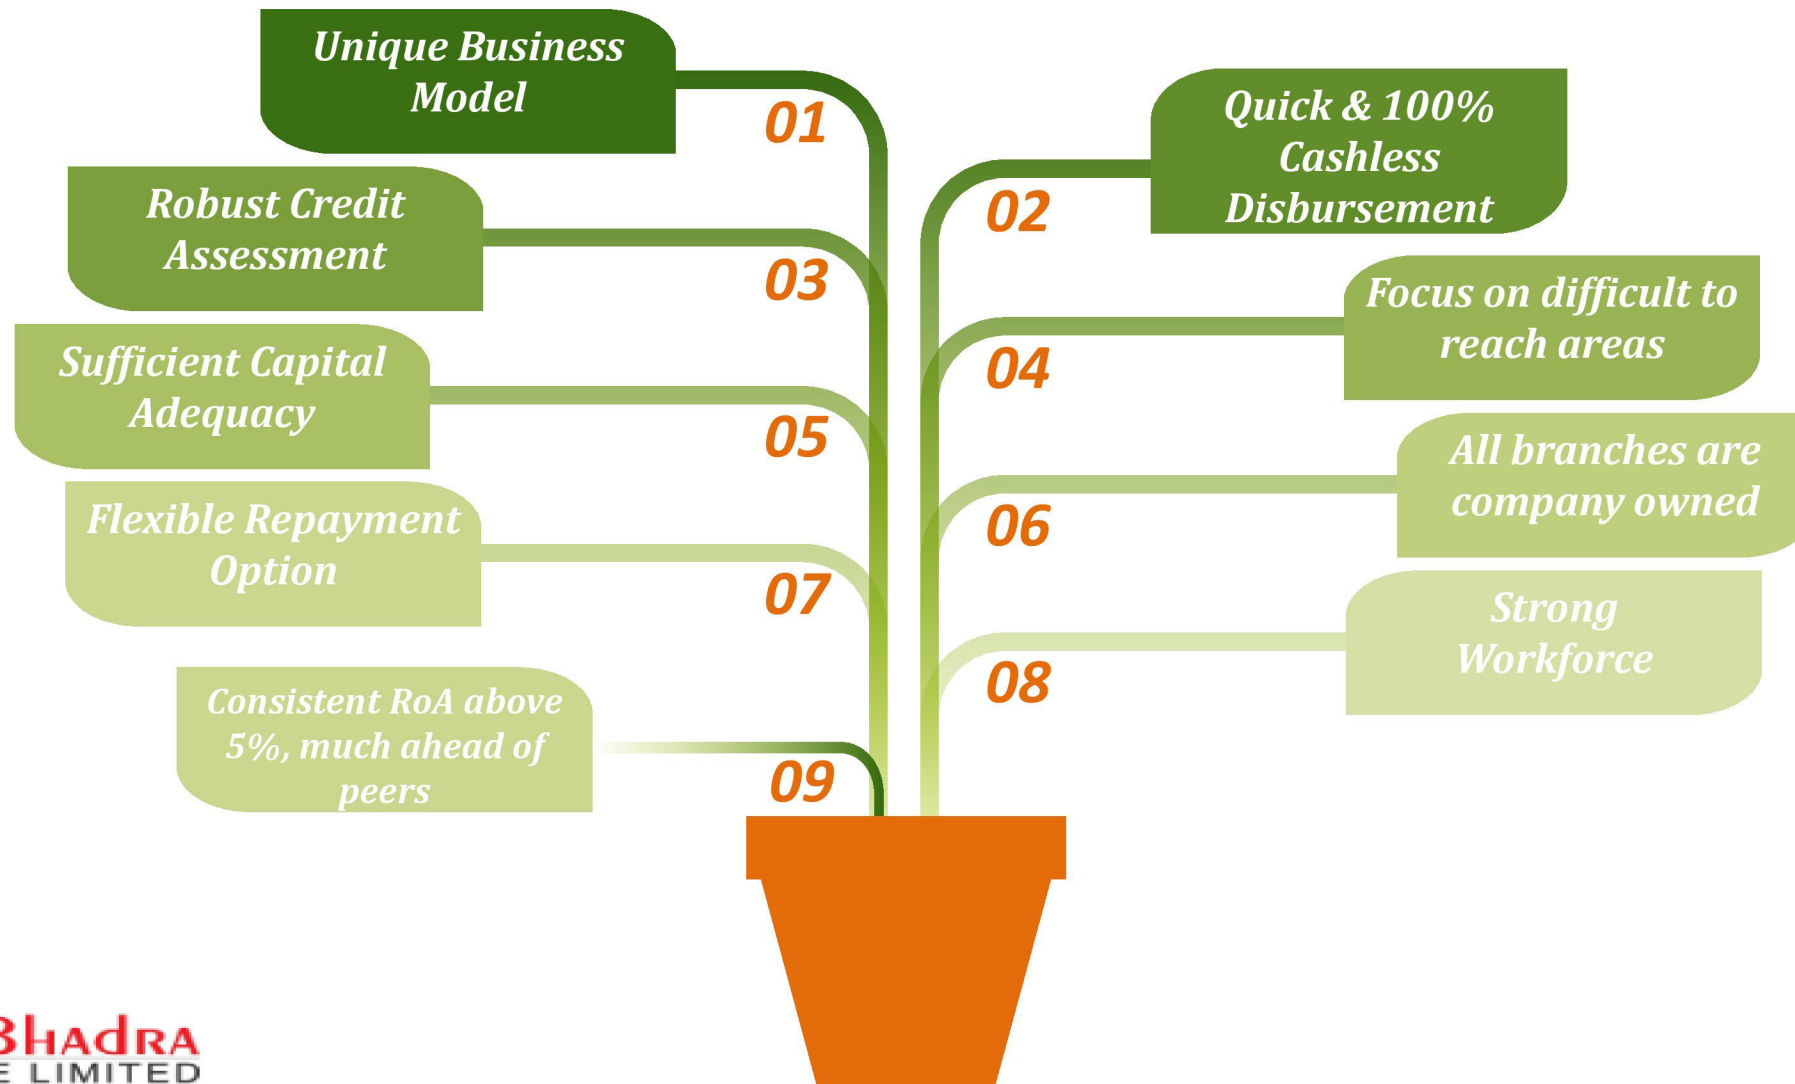 Unique Business
Model
01
Quick & 100%
Cashless
Disbursement
02
Robust Credit
Assessment
03
Focus on difficult to
reach areas
04
Sufficient Capital
Adequacy
05
All branches are
company owned
06
Flexible Repayment
Option
07
Strong
Workforce
08
Consistent RoA above
5%, much ahead of
peers
09
BhAdRA
E LIMITED